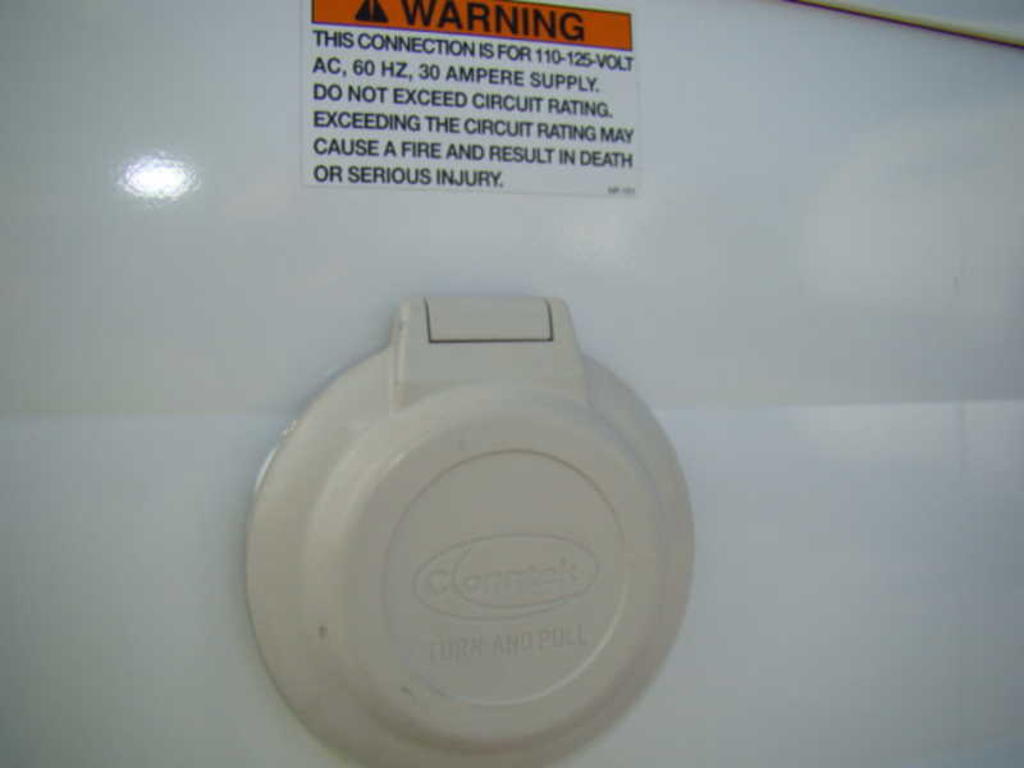 WARNING
THIS CONNECTION IS FOR 110-125-VOLT
AC, 60 HZ, 30 AMPERE SUPPLY.
DO NOT EXCEED CIRCUIT RATING.
EXCEEDING THE CIRCUIT RATING MAY
CAUSE A FIRE AND RESULT IN DEATH
OR SERIOUS INJURY.
TURN AND PULL